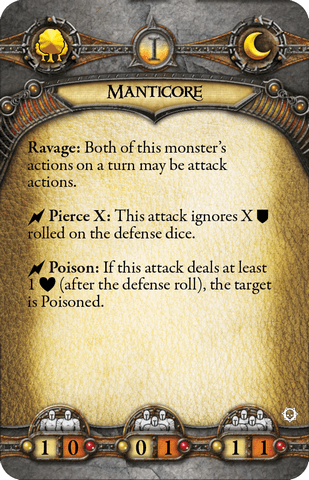 I
MANTICORE
Ravage: Both of this monster's
actions on a turn may be attack
actions.
Pierce X: This attack ignores X
rolled on the defense dice.
Poison: If this attack deals at least
1 (after the defense roll), the target
is Poisoned.
1 0 0 1 1 1